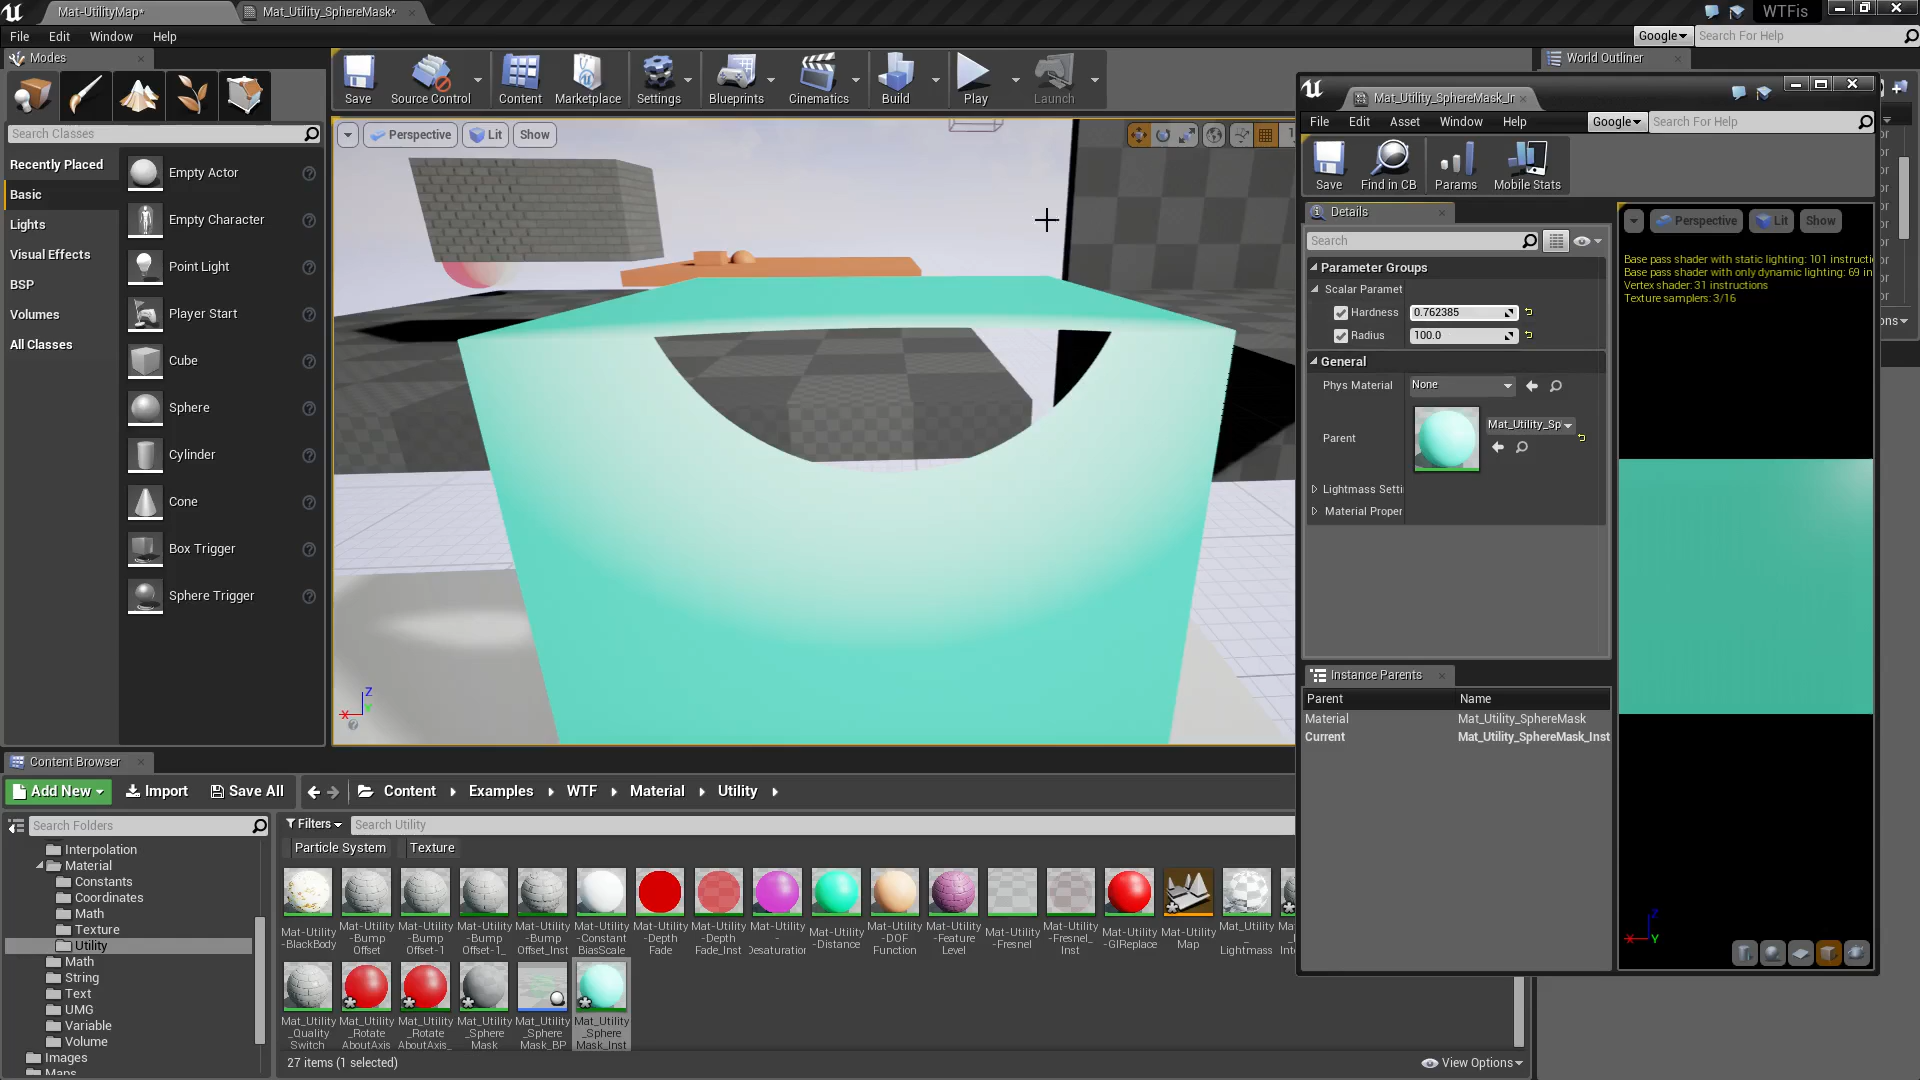 Mat-UtilityMap*
Mat_Utility_SphereMask*
WTFis
File Edit Window Help
Google
Search For Help
Modes
Search Classes
Recently Placed
Basic
Lights
Visual Effects
BSP
Volumes
All Classes
Empty Actor
Empty Character
Point Light
Player Start
Cube
Sphere
Cylinder
Cone
Box Trigger
Sphere Trigger
Save
Source Control
Content
Marketplace
Settings
Blueprints
Cinematics
Build
Play
Launch
Perspective
Lit
Show
Z
X
Y
World Outliner
Mat_Utility_SphereMask_Ir
File Edit Asset Window Help
Google
Search For Help
Save
Find in CB
Params
Mobile Stats
Details
Search
Parameter Groups
Scalar Paramet
Hardness 0.762385
Radius 100.0
General
Phys Material None
Parent
Mat_Utility_Sp
Lightmass Setti
Material Proper
Instance Parents
Parent Name
Material Mat_Utility_SphereMask
Current Mat_Utility_SphereMask_Inst
Perspective
Lit
Show
Base pass shader with static lighting: 101 instructi
Base pass shader with only dynamic lighting: 69 in
Vertex shader: 31 instructions
Texture samplers: 3/16
Z
X
Y
Content Browser
Add New
Import
Save All
Content
Examples
WTF
Material
Utility
Search Folders
Interpolation
Material
Constants
Coordinates
Math
Texture
Utility
Math
String
Text
UMG
Variable
Volume
Images
Maps
Filters
Search Utility
Particle System
Texture
Mat-Utility
-BlackBody
Mat-Utility
-Bump
Offset
Mat-Utility
-Bump
Offset-1
Mat-Utility
-Bump
Offset-1_
Mat-Utility
-Bump
Offset_Inst
Mat-Utility
-Constant
BiasScale
Mat-Utility
-Depth
Fade
Mat-Utility
-Depth
Fade_Inst
Mat-Utility
-
Desaturation
Mat-Utility
-Distance
Mat-Utility
-DOF
Function
Mat-Utility
-Feature
Level
Mat-Utility
-Fresnel
Mat-Utility
-Fresnel_
Inst
Mat-Utility
-GIReplace
Mat-Utility
Map
Mat_Utility
_
Lightmass
Mat_Utility
_Quality
Switch
Mat_Utility
_Rotate
AboutAxis
Mat_Utility
_Rotate
AboutAxis_
Mat_Utility
_Sphere
Mask
Mat_Utility
_Sphere
Mask_BP
Mat_Utility
_Sphere
Mask_Inst
27 items (1 selected)
View Options